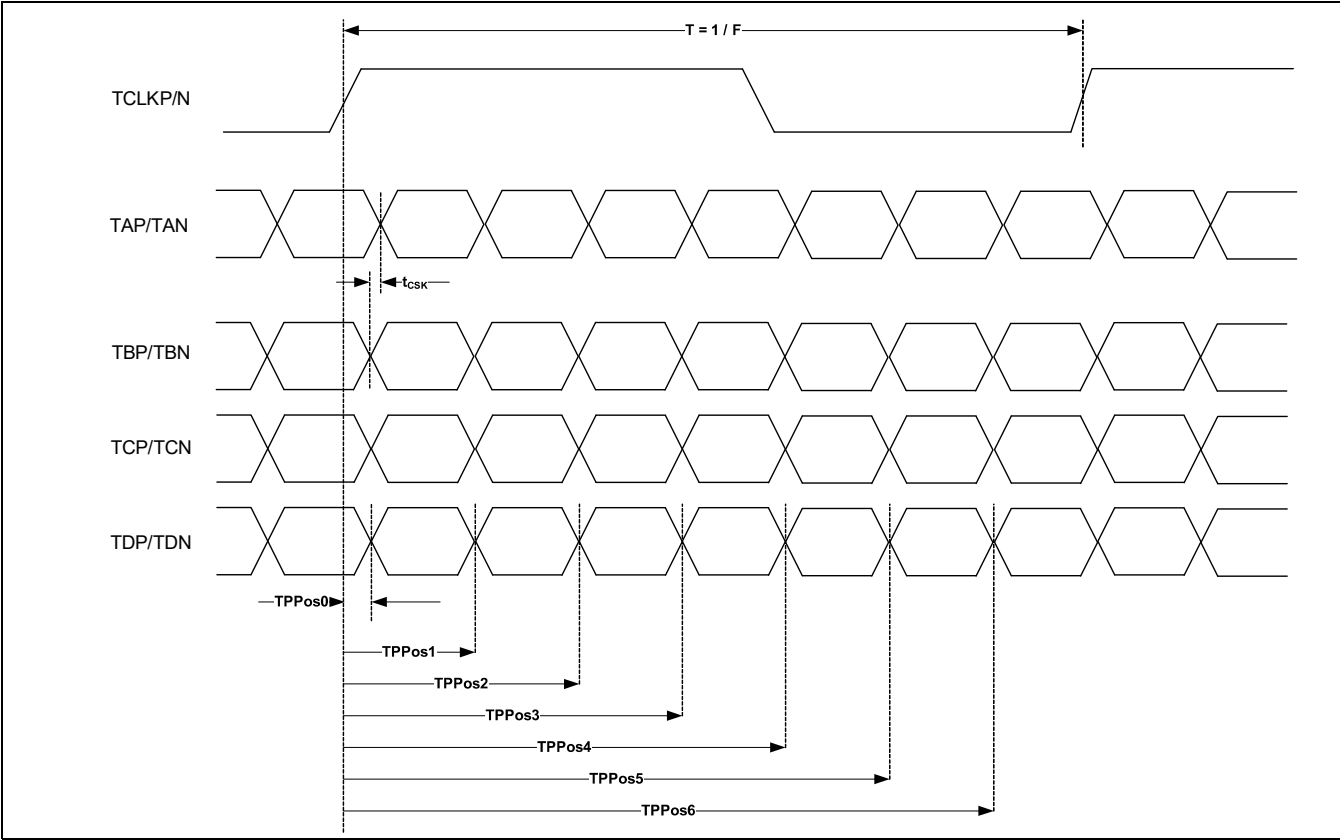 T = 1 / F
TCLKP/N
TAP/TAN
tCSK
TBP/TBN
TCP/TCN
TDP/TDN
TPPos0
TPPos1
TPPos2
TPPos3
TPPos4
TPPos5
TPPos6